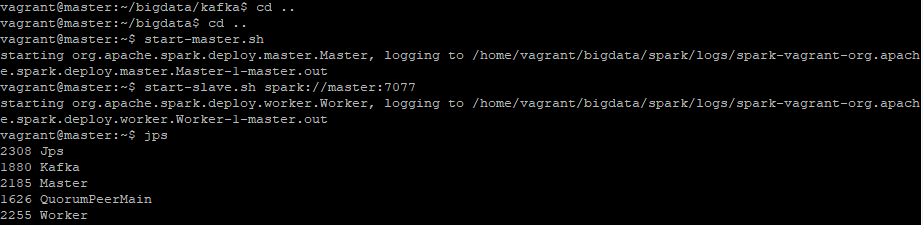 vagrant@master:~/bigdata/kafka$ cd ..
vagrant@master:~/bigdata$ cd ..
vagrant@master:~$ start-master.sh
starting org.apache.spark.deploy.master.Master, logging to /home/vagrant/bigdata/spark/logs/spark-vagrant-org.apach
e.spark.deploy.master.Master-1-master.out
vagrant@master:~$ start-slave.sh spark://master:7077
starting org.apache.spark.deploy.worker.Worker, logging to /home/vagrant/bigdata/spark/logs/spark-vagrant-org.apach
e.spark.deploy.worker.Worker-1-master.out
vagrant@master:~$ jps
2308 Jps
1880 Kafka
2185 Master
1626 QuorumPeerMain
2255 Worker